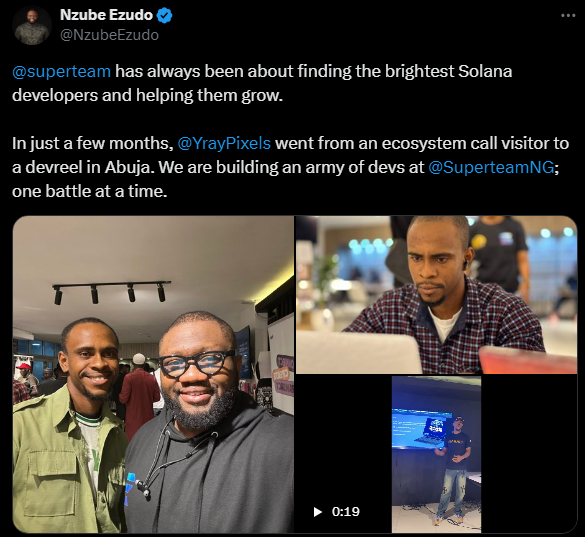 Nzube Ezudo
@NzubeEzudo
@superteam has always been about finding the brightest Solana
developers and helping them grow.
In just a few months, @YrayPixels went from an ecosystem call visitor to
a devreel in Abuja. We are building an army of devs at @SuperteamNG;
one battle at a time.
0:19